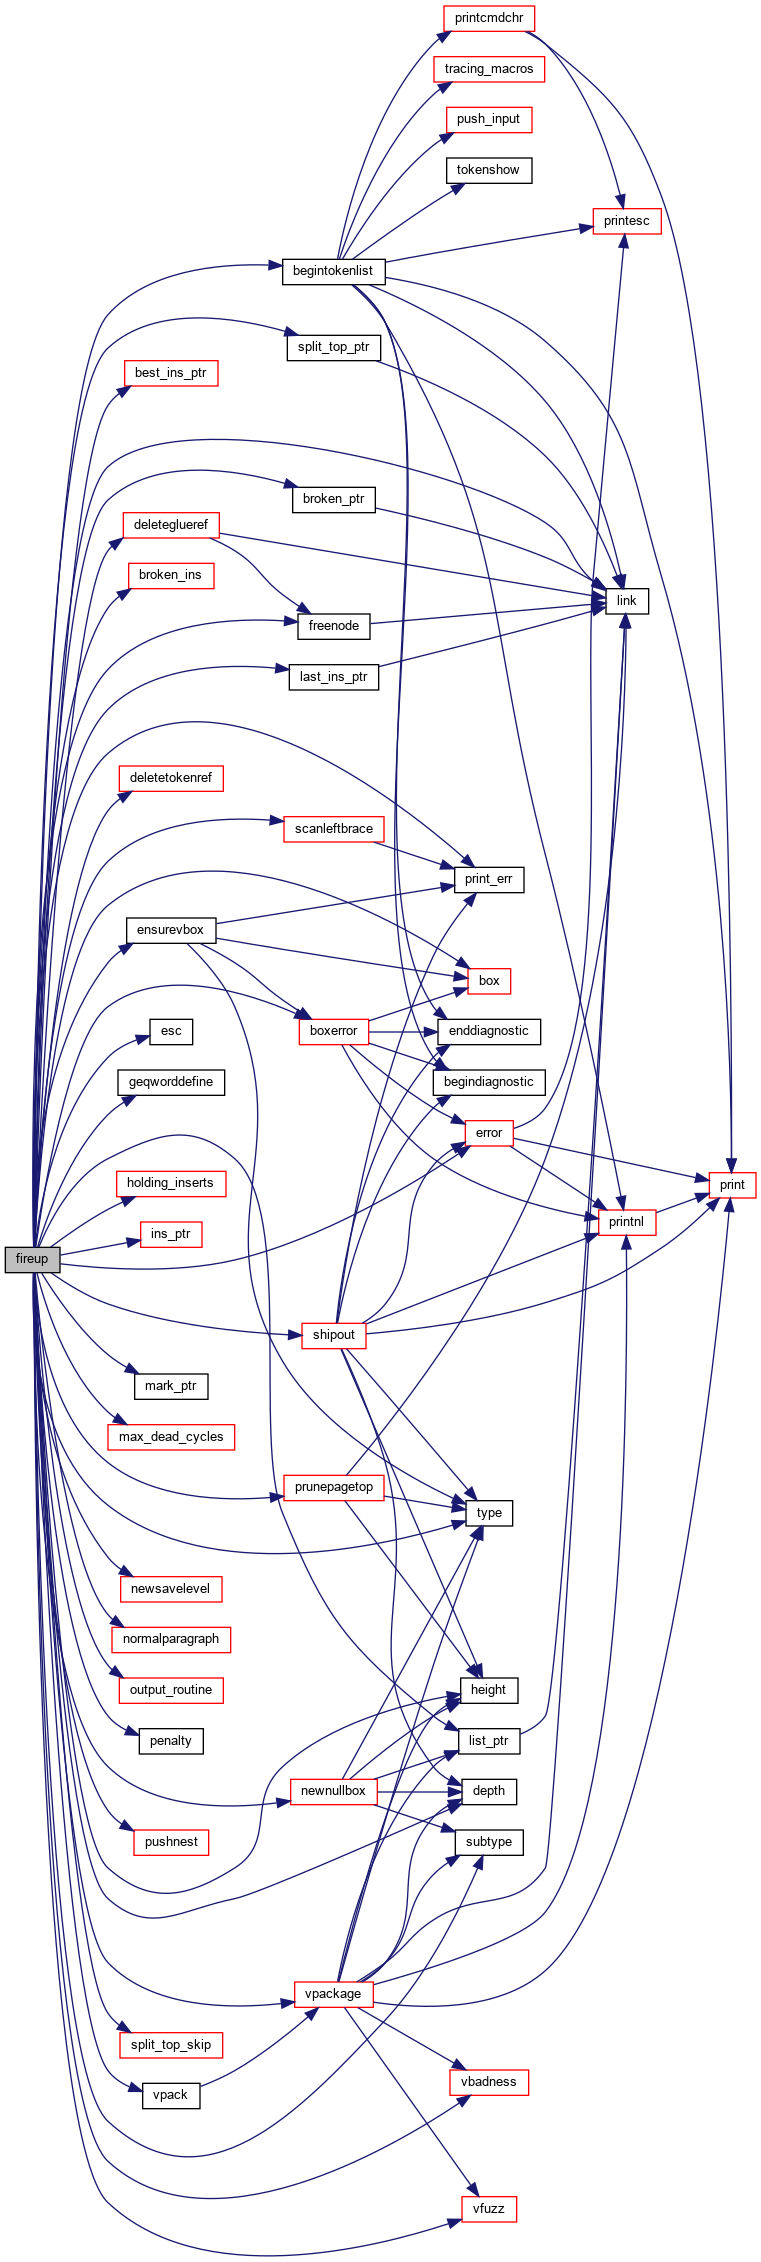 printcmdchr
tracing_macros
push_input
tokenshow
printesc
begintokenlist
split_top_ptr
best_ins_ptr
broken_ptr
deleteglueref
broken_ins
link
freenode
last_ins_ptr
deletetokenref
scanleftbrace
print_err
ensurevbox
box
esc
boxerror
enddiagnostic
geqworddefine
begindiagnostic
error
holding_inserts
print
ins_ptr
printnl
fireup
shipout
mark_ptr
max_dead_cycles
prunepagetop
type
newsavelevel
normalparagraph
output_routine
height
penalty
list_ptr
newnullbox
depth
pushnest
subtype
vpackage
split_top_skip
vbadness
vpack
vfuzz